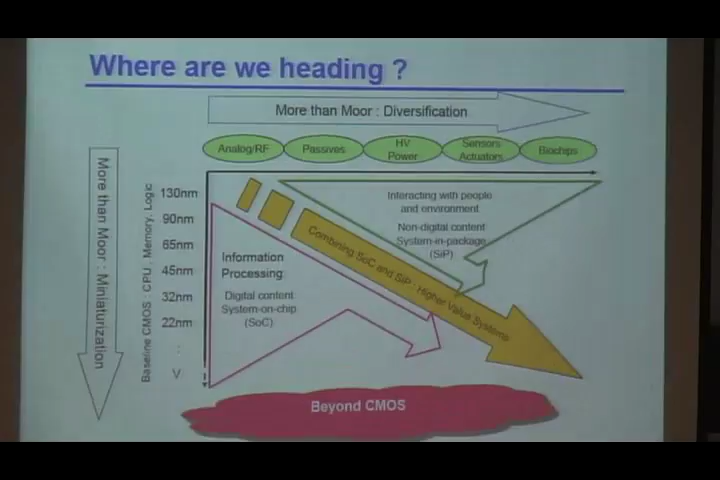 Where are we heading ?
More than Moor : Diversification
Analog/RF
Passives
HV
Power
Sensors
Actuators
Biochips
More than Moor : Miniaturization
Baseline CMOS : CPU . Memory. Logic
130nm
90nm
65nm
45nm
32nm
22nm
:
V
Interacting with people
and environment
Non-digital content
System-in-package
(SiP)
Combining SoC and SiP : Higher Value Systems
Information
Processing:
Digital content
System-on-chip
(SoC)
Beyond CMOS